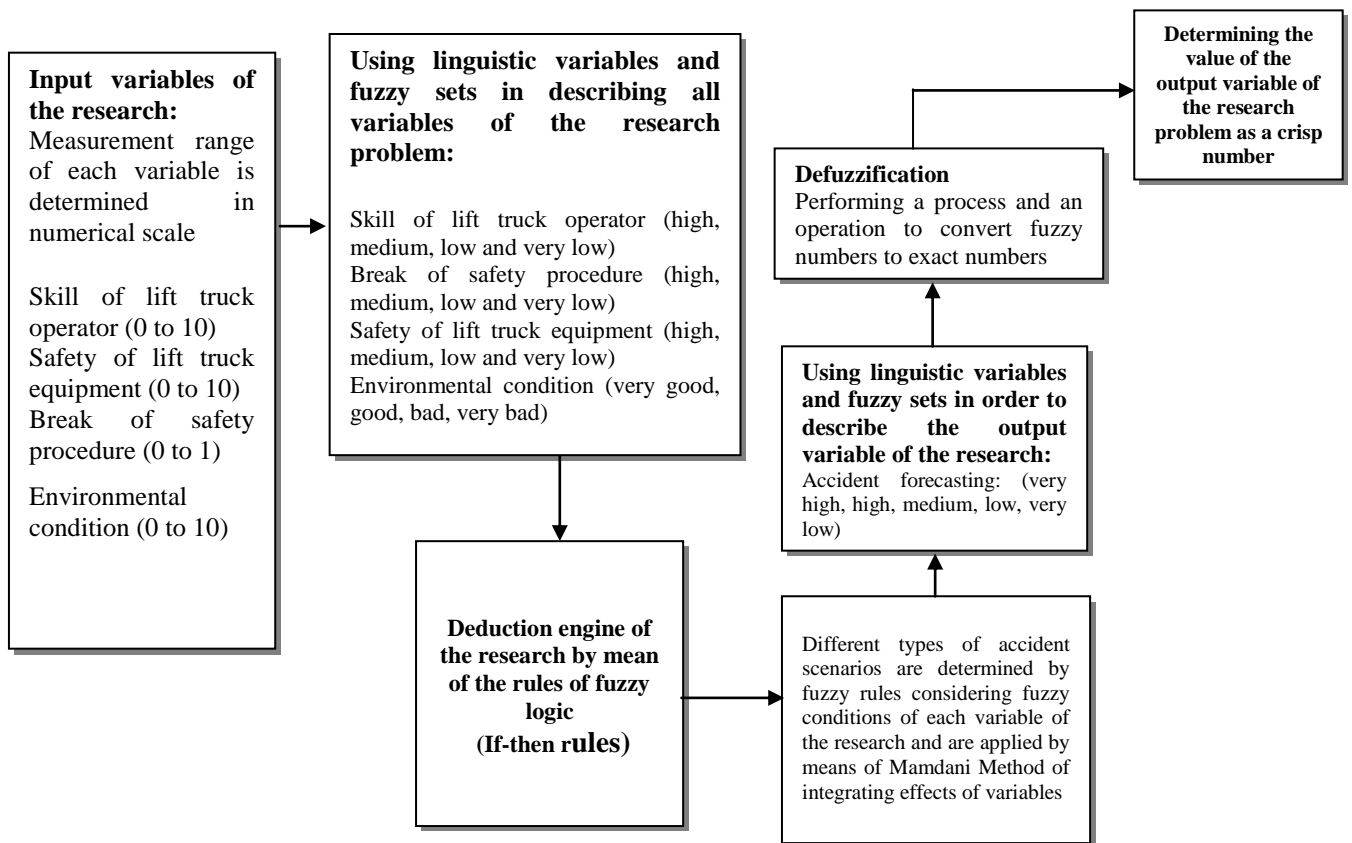 Input variables of
the research:
Measurement range
of each variable is
determined in
numerical scale
Skill of lift truck
operator (0 to 10)
Safety of lift truck
equipment (0 to 10)
Break of safety
procedure (0 to 1)
Environmental
condition (0 to 10)
Using linguistic variables and
fuzzy sets in describing all
variables of the research
problem:
Skill of lift truck operator (high,
medium, low and very low)
Break of safety procedure (high,
medium, low and very low)
Safety of lift truck equipment (high,
medium, low and very low)
Environmental condition (very good,
good, bad, very bad)
Deduction engine of
the research by mean
of the rules of fuzzy
logic
(If-then rules)
Different types of accident
scenarios are determined by
fuzzy rules considering fuzzy
conditions of each variable of
the research and are applied by
means of Mamdani Method of
integrating effects of variables
Using linguistic variables
and fuzzy sets in order to
describe the output
variable of the research:
Accident forecasting: (very
high, high, medium, low, very
low)
Defuzzification
Performing a process and an
operation to convert fuzzy
numbers to exact numbers
Determining the
value of the
output variable of
the research
problem as a crisp
number